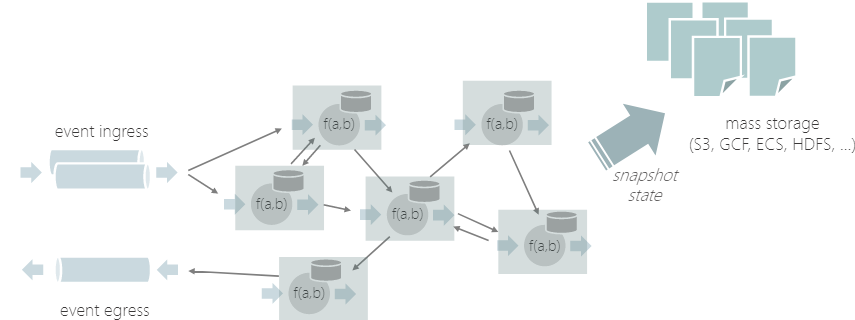 mass storage
(S3, GCF, ECS, HDFS, ...)
snapshot
state
event ingress
f(a,b)
f(a,b)
f(a,b)
f(a,b)
f(a,b)
f(a,b)
event egress